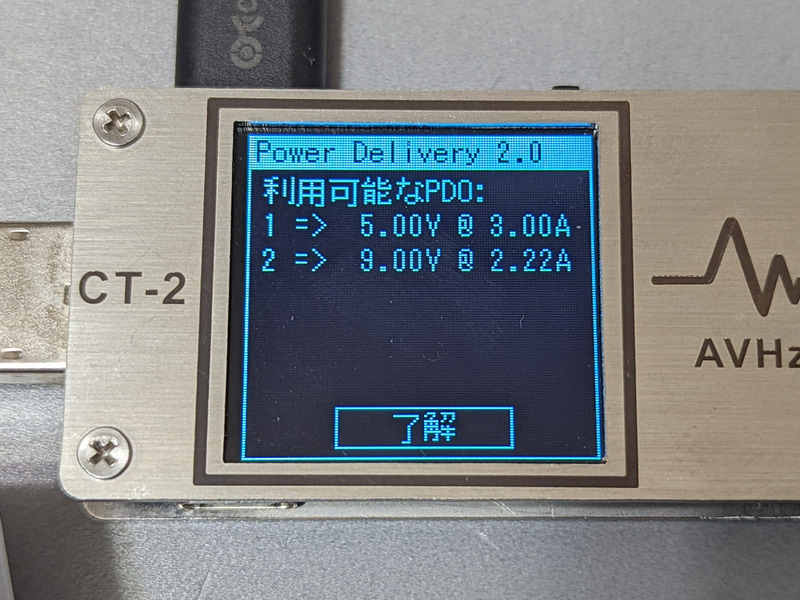 Power Delivery 2.0
利用可能なPDO:
1 => 5.00V @ 3.00A
2 => 9.00V @ 2.22A
了解
CT-2
AVHz